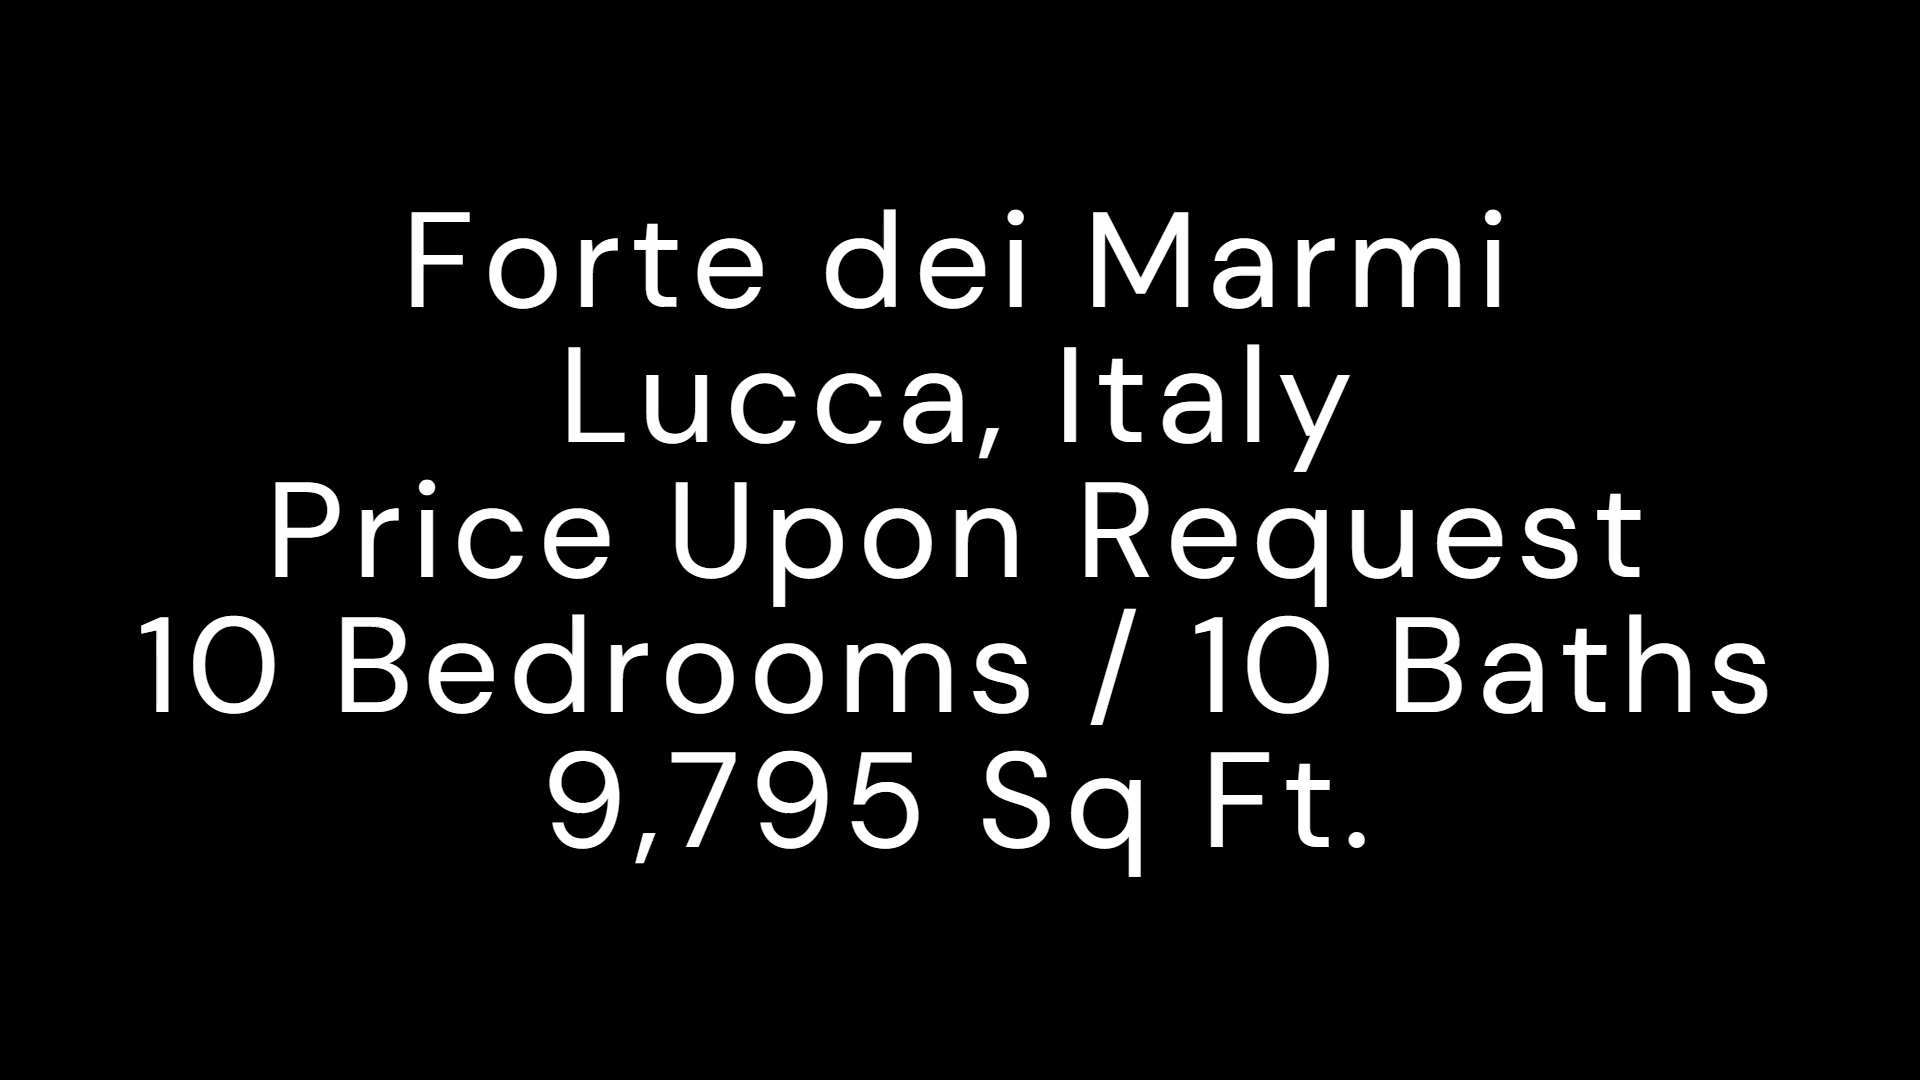 Forte dei Marmi
Lucca, Italy
Price Upon Request
10 Bedrooms / 10 Baths
9,795 Sq Ft.